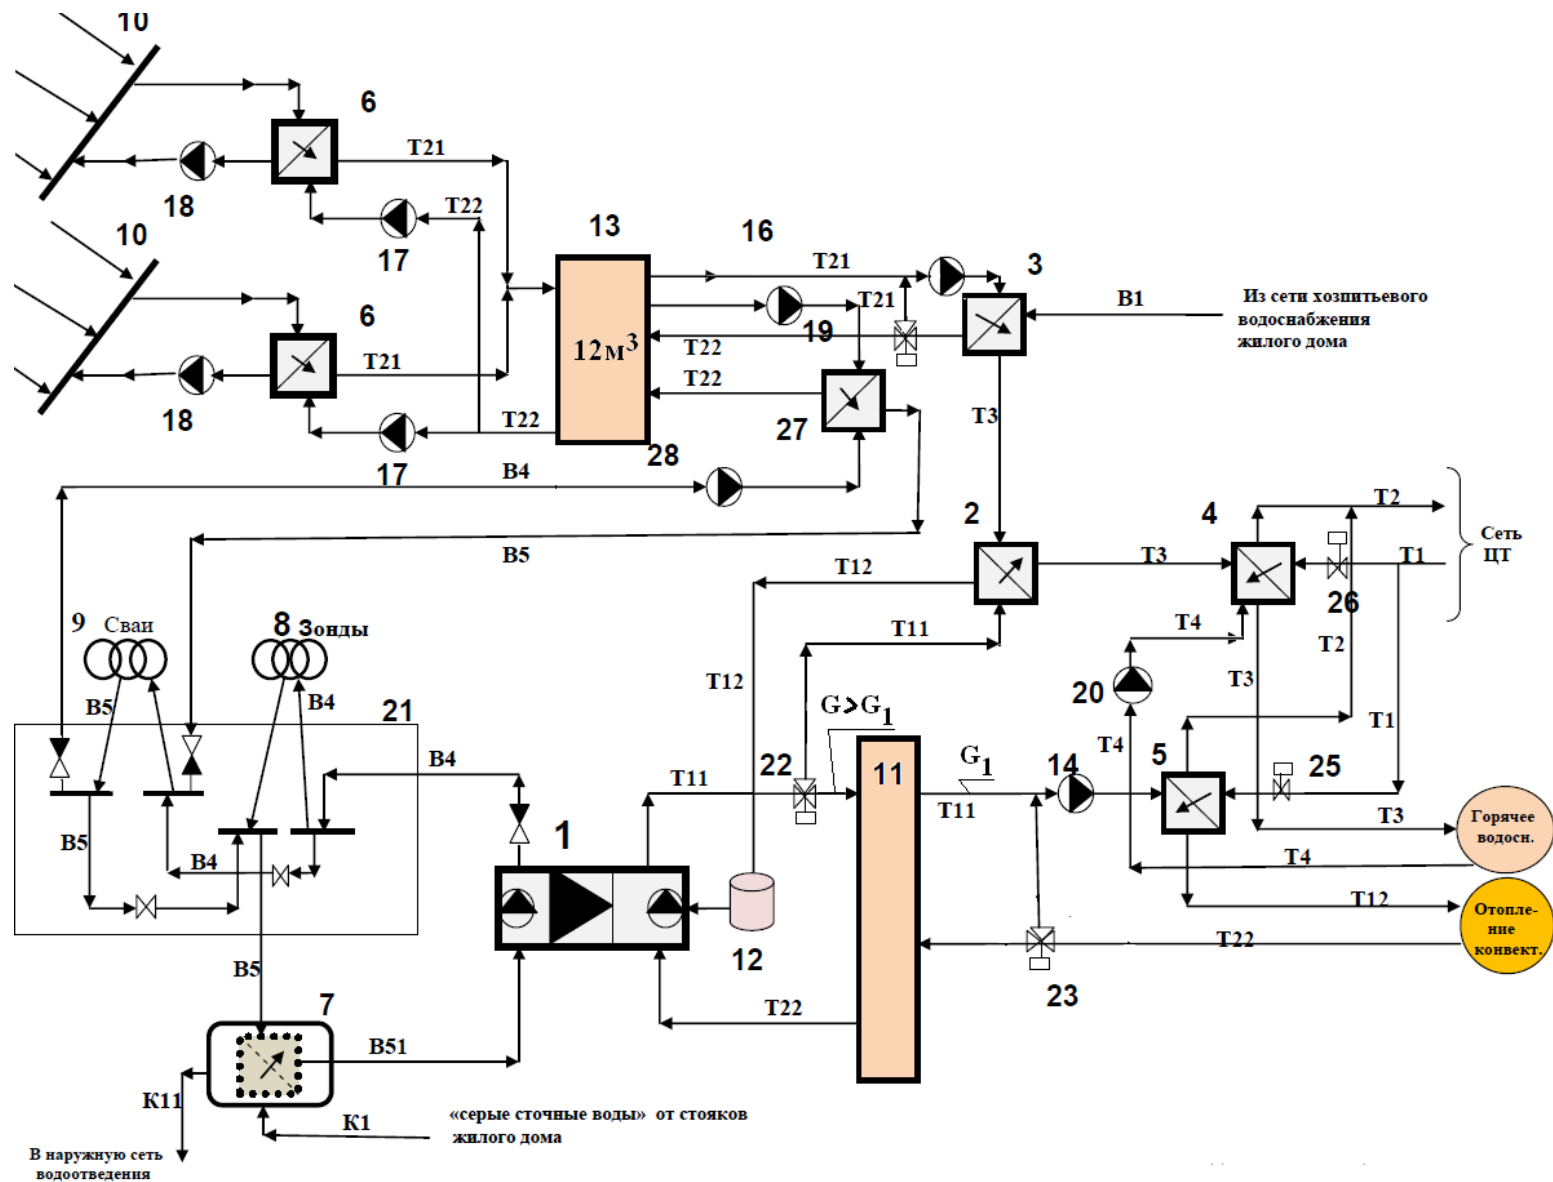 10
6
Т21
Т22
18
17
10
13
16
3
Т21
Т21
В1
Из сети хозпитьевого
водоснабжения
жилого дома
6
19
12м³
Т22
Т21
Т22
18
Т22
27
Т3
17
28
В4
2
4
Т2
Сеть
ЦТ
В5
Т12
Т3
Т1
26
9 Сваи
8 Зонды
Т11
Т4
Т2
Т12
Т3
20
В5
В4
21
G>G1
Т1
Т4
5
В4
Т11
22
11
G1
14
25
Т11
Т3
Горячее
водосн.
В5
В4
1
Т4
Т12
Отопле-
ние
конвект.
12
Т22
В5
23
7
Т22
В51
К11
К1
«серые сточные воды» от стояков
жилого дома
В наружную сеть
водоотведения